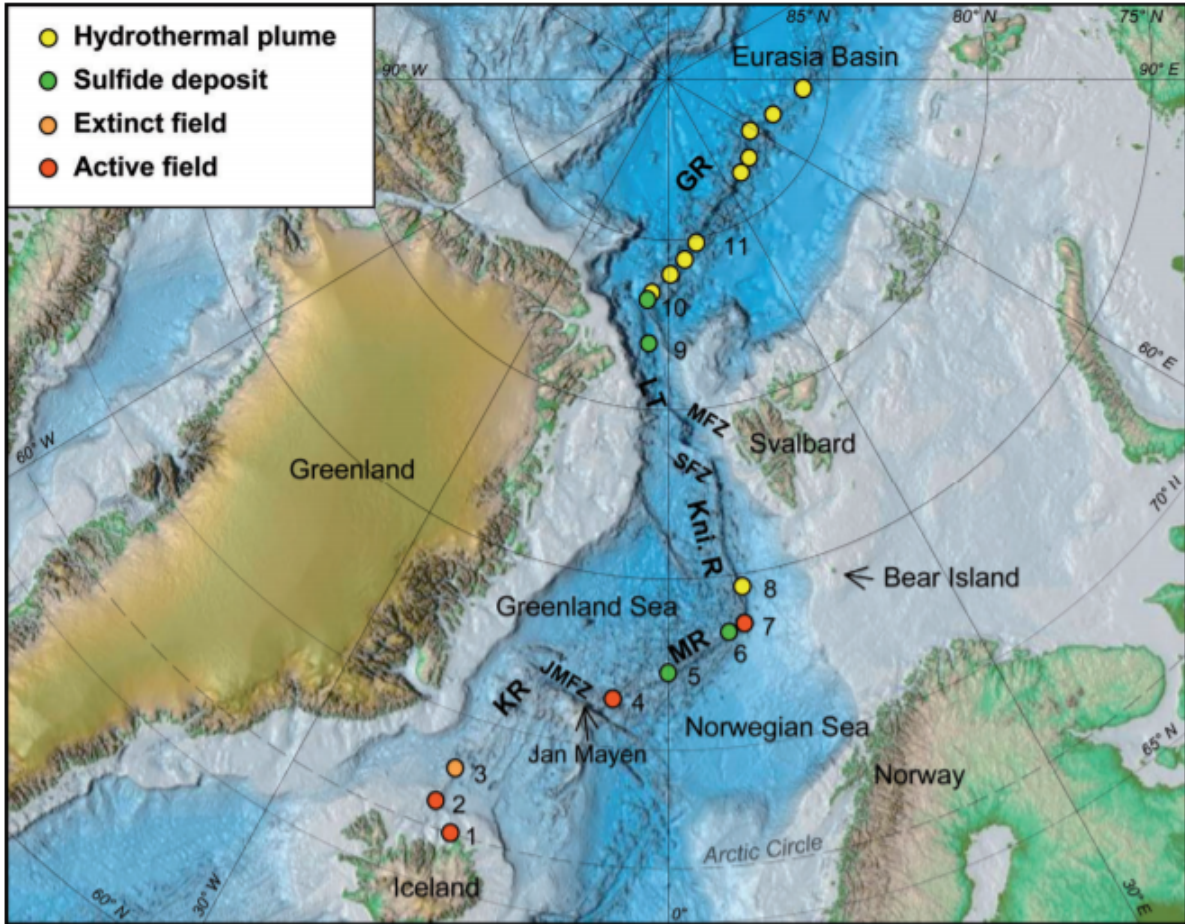 Hydrothermal plume
Sulfide deposit
Extinct field
Active field
85° N
80° N
75° N
90° W
90° E
Eurasia Basin
GR
11
10
9
60° E
LT
MFZ
Svalbard
60° W
Greenland
SFZ
70° N
Kni. R
8
Bear Island
Greenland Sea
7
MR
6
JMFZ
5
KR
4
Norwegian Sea
65° N
Jan Mayen
3
Norway
2
1
Arctic Circle
Iceland
60° N
30° W
0°
30° E